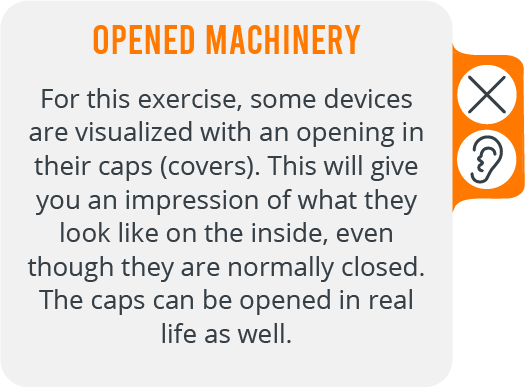 OPENED MACHINERY
For this exercise, some devices
are visualized with an opening in
their caps (covers). This will give
you an impression of what they
look like on the inside, even
though they are normally closed.
The caps can be opened in real
life as well.